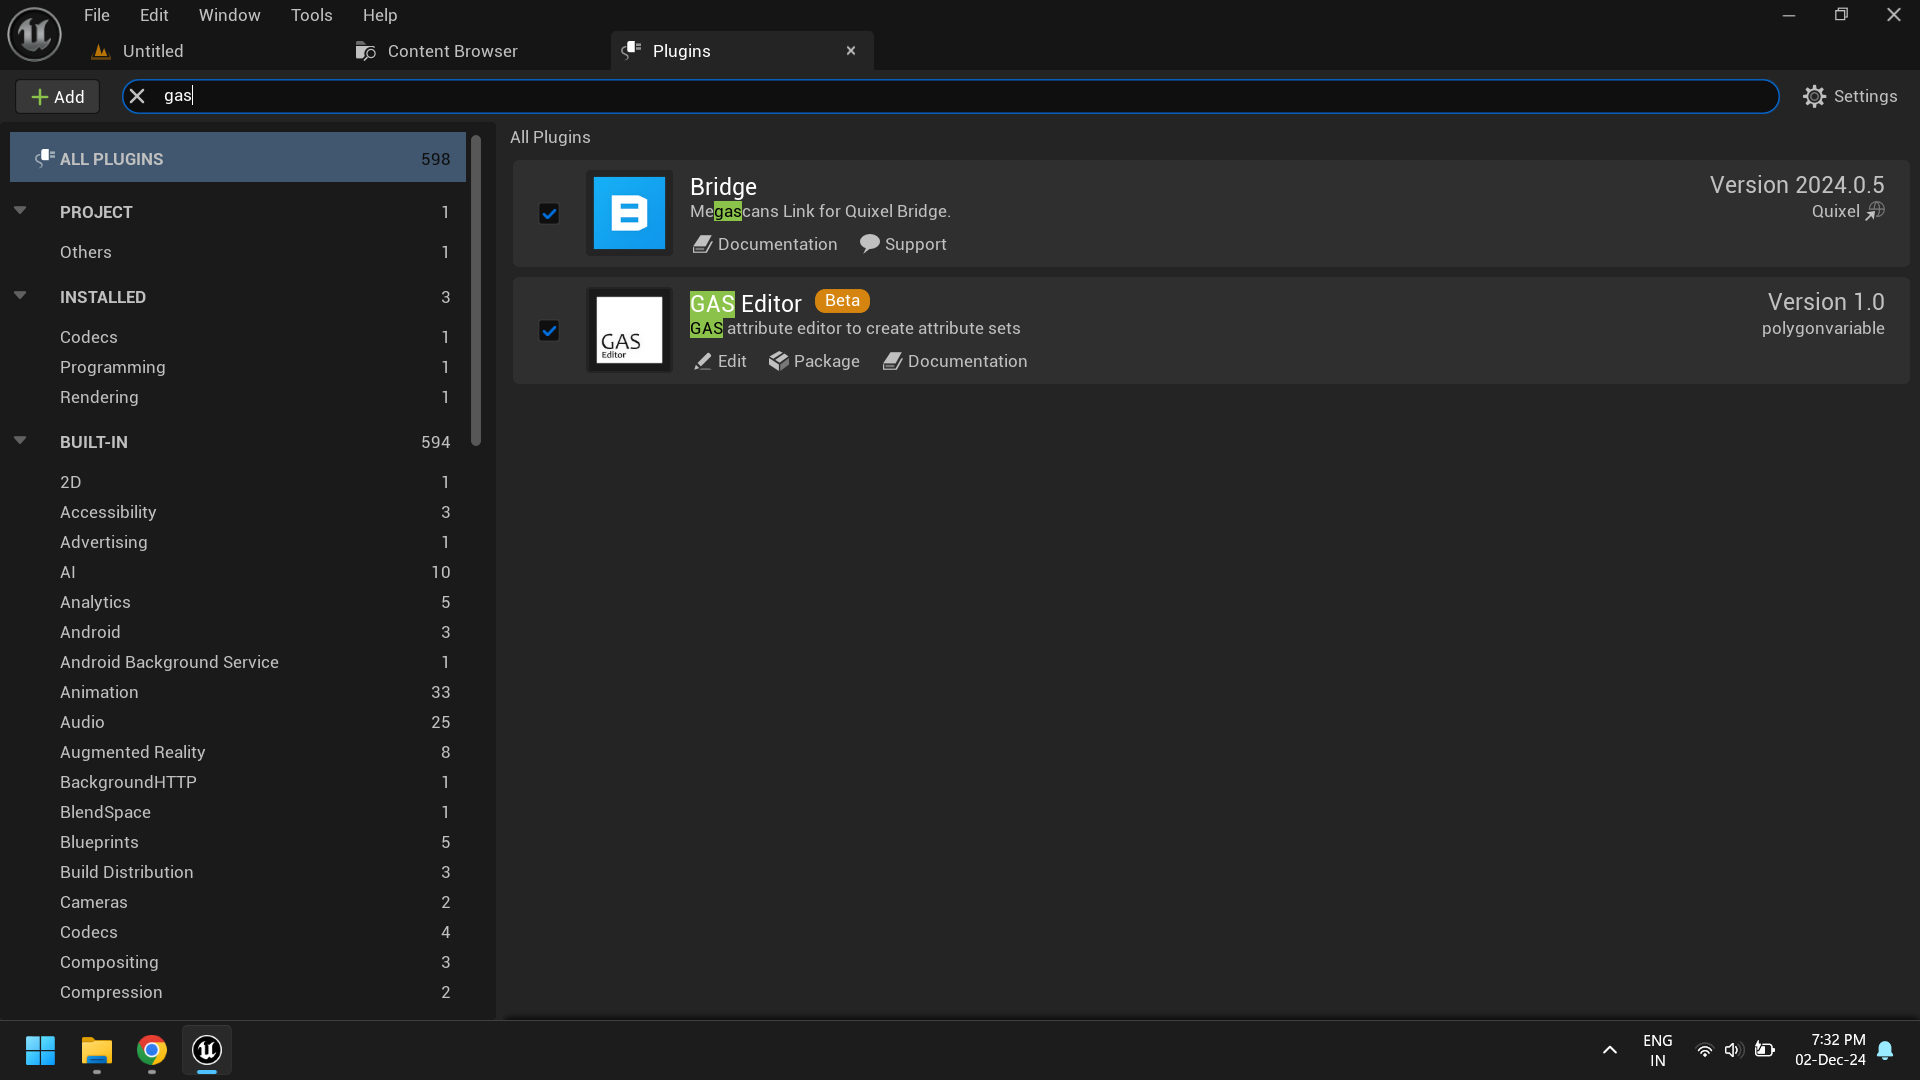 File Edit Window Tools Help
Untitled Content Browser Plugins
Add gas Settings
ALL PLUGINS 598
PROJECT 1
Others 1
INSTALLED 3
Codecs 1
Programming 1
Rendering 1
BUILT-IN 594
2D 1
Accessibility 3
Advertising 1
AI 10
Analytics 5
Android 3
Android Background Service 1
Animation 33
Audio 25
Augmented Reality 8
BackgroundHTTP 1
BlendSpace 1
Blueprints 5
Build Distribution 3
Cameras 2
Codecs 4
Compositing 3
Compression 2
All Plugins
Bridge Version 2024.0.5
Megascans Link for Quixel Bridge. Quixel
Documentation Support
GAS Editor Beta Version 1.0
GAS attribute editor to create attribute sets polygonvariable
GAS
Editor
Edit Package Documentation
ENG 7:32 PM
IN 02-Dec-24